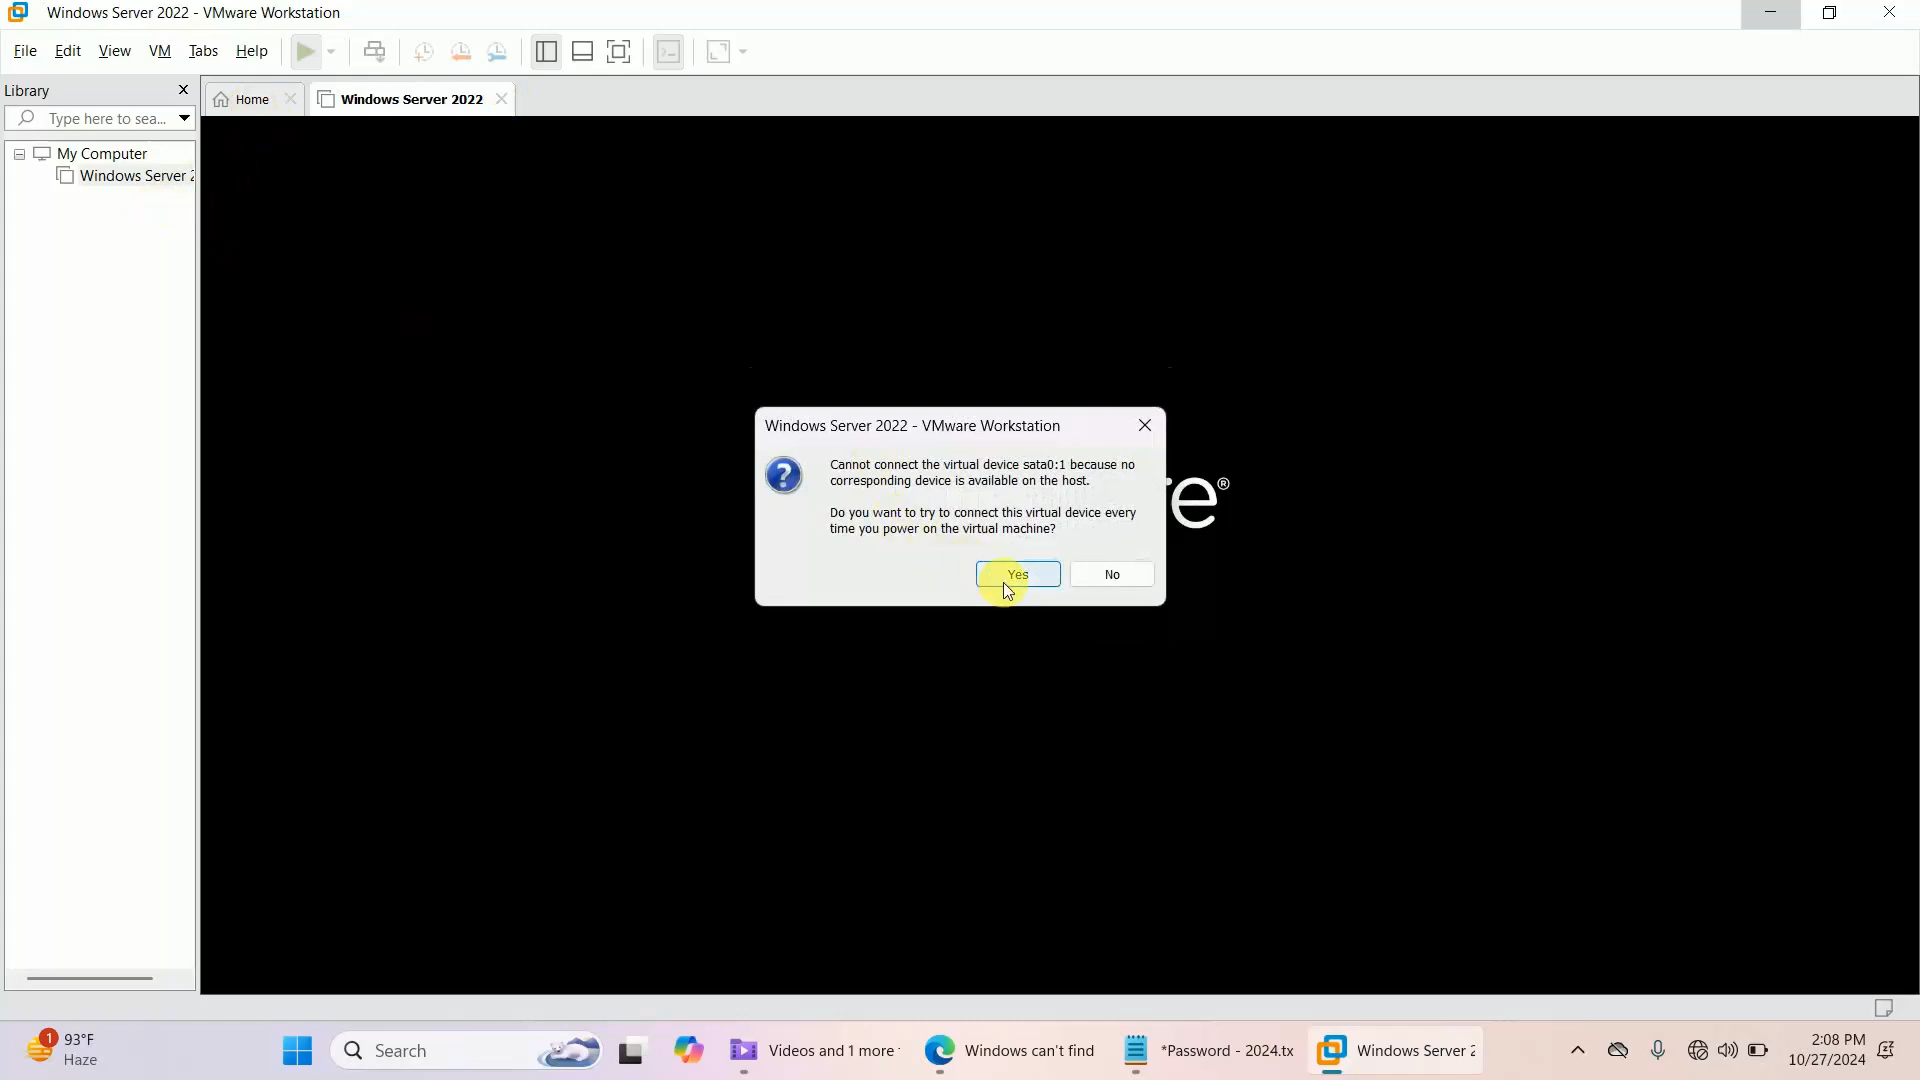 Windows Server 2022 - VMware Workstation
File Edit View VM Tabs Help
Library
Home
Windows Server 2022
Type here to sea...
My Computer
Windows Server 2
Windows Server 2022 - VMware Workstation
Cannot connect the virtual device sata0:1 because no
corresponding device is available on the host.
Do you want to try to connect this virtual device every
time you power on the virtual machine?
Yes
No
re®
1
93°F
Haze
Search
Videos and 1 more
Windows can't find
*Password - 2024.tx
Windows Server 2
2:08 PM
10/27/2024